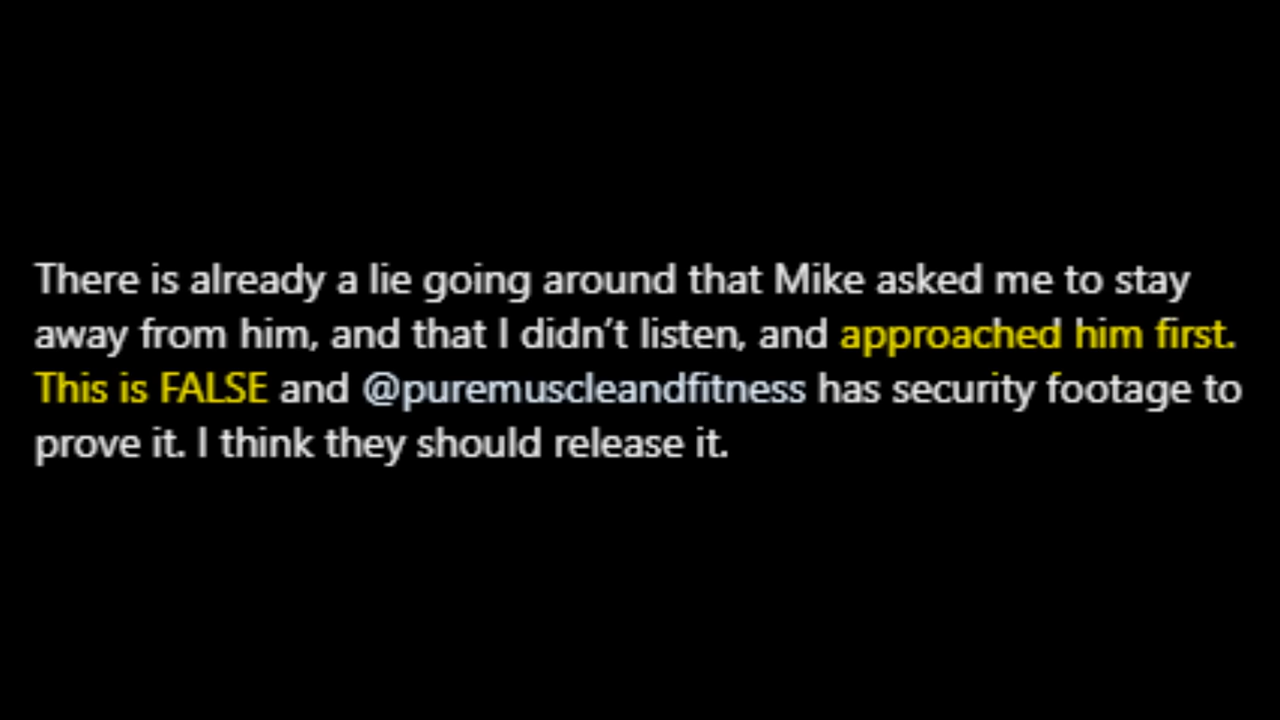 There is already a lie going around that Mike asked me to stay
away from him, and that I didn’t listen, and approached him first.
This is FALSE and @puremuscleandfitness has security footage to
prove it. I think they should release it.